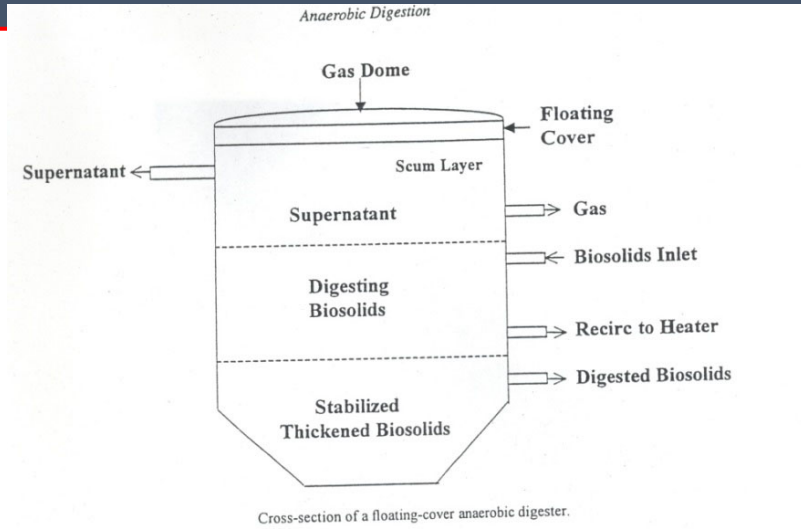 Anaerobic Digestion
Gas Dome
Floating
Cover
Scum Layer
Supernatant
Supernatant
Gas
Biosolids Inlet
Digesting
Biosolids
Recirc to Heater
Digested Biosolids
Stabilized
Thickened Biosolids
Cross-section of a floating-cover anaerobic digester.